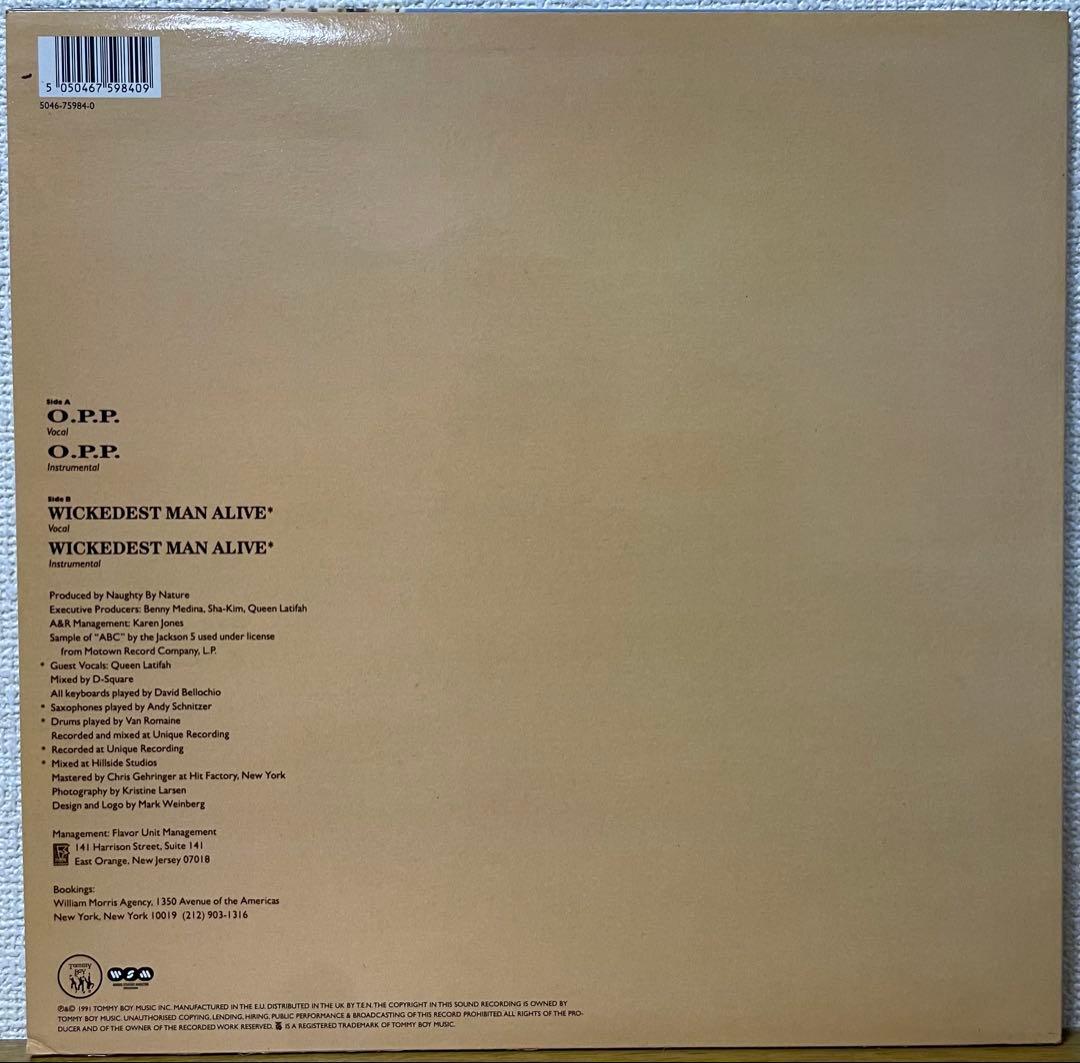 5 050467 598409
5046-75984-0
Side A
O.P.P.
Vocal
O.P.P.
Instrumental
Side B
WICKEDEST MAN ALIVE*
Vocal
WICKEDEST MAN ALIVE*
Instrumental
Produced by Naughty By Nature
Executive Producers: Benny Medina, Sha-Kim, Queen Latifah
A&R Management: Karen Jones
Sample of "ABC" by the Jackson 5 used under license
from Motown Record Company, L.P.
* Guest Vocals: Queen Latifah
Mixed by D-Square
All keyboards played by David Bellochio
* Saxophones played by Andy Schnitzer
* Drums played by Van Romaine
Recorded and mixed at Unique Recording
* Recorded at Unique Recording
* Mixed at Hillside Studios
Mastered by Chris Gehringer at Hit Factory, New York
Photography by Kristine Larsen
Design and Logo by Mark Weinberg
Management: Flavor Unit Management
141 Harrison Street, Suite 141
East Orange, New Jersey 07018
Bookings:
William Morris Agency, 1350 Avenue of the Americas
New York, New York 10019 (212) 903-1316
Tommy Boy
WSM
℗&© 1991 TOMMY BOY MUSIC INC. MANUFACTURED IN THE E.U. DISTRIBUTED IN THE UK BY T.E.N. THE COPYRIGHT IN THIS SOUND RECORDING IS OWNED BY
TOMMY BOY MUSIC. UNAUTHORISED COPYING, LENDING, HIRING, PUBLIC PERFORMANCE & BROADCASTING OF THIS RECORD PROHIBITED. ALL RIGHTS OF THE PRO-
DUCER AND OF THE OWNER OF THE RECORDED WORK RESERVED. IS A REGISTERED TRADEMARK OF TOMMY BOY MUSIC.